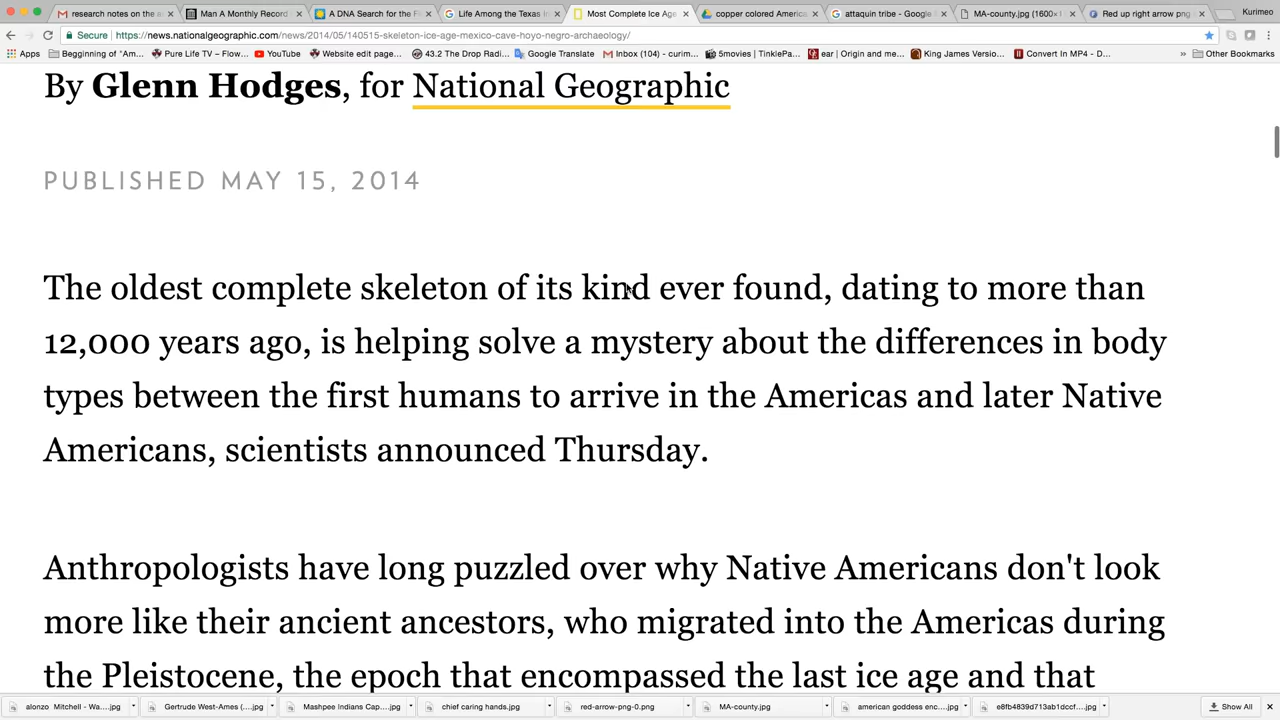 research notes on the a
Man A Monthly Record
A DNA Search for the Fi
Life Among the Texas In
Most Complete Ice Age
copper colored America
attaquin tribe - Google
MA-county.jpg (1600×
Red up right arrow png
Kurimeo
Secure https://news.nationalgeographic.com/news/2014/05/140515-skeleton-ice-age-mexico-cave-hoyo-negro-archaeology/
Apps Begginning of "Am... Pure Life TV – Flow... YouTube Website edit page... 43.2 The Drop Radi... Google Translate Inbox (104) - curim... 5movies | TinklePa... ear | Origin and me... King James Versio... Convert In MP4 - D... » Other Bookmarks
By Glenn Hodges, for National Geographic
PUBLISHED MAY 15, 2014
The oldest complete skeleton of its kind ever found, dating to more than
12,000 years ago, is helping solve a mystery about the differences in body
types between the first humans to arrive in the Americas and later Native
Americans, scientists announced Thursday.
Anthropologists have long puzzled over why Native Americans don't look
more like their ancient ancestors, who migrated into the Americas during
the Pleistocene, the epoch that encompassed the last ice age and that
alonzo Mitchell - Wa....jpg
Gertrude West-Ames (....jpg
Mashpee Indians Cap....jpg
chief caring hands.jpg
red-arrow-png-0.png
MA-county.jpg
american goddess enc....jpg
e8fb4839d713ab1dccf....jpg
Show All